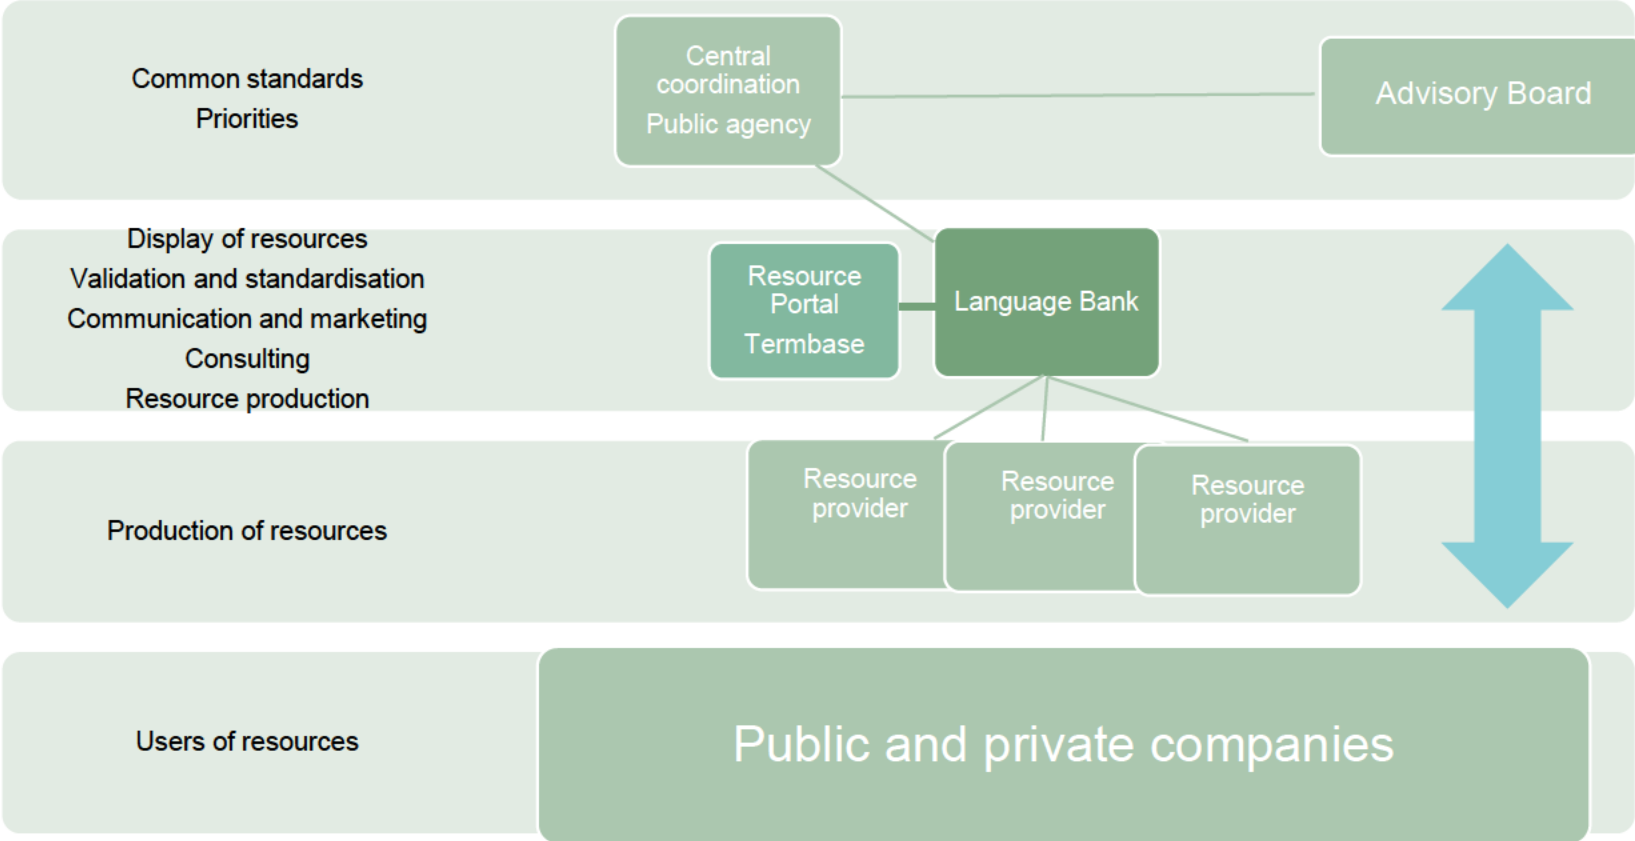 Common standards
Priorities
Central
coordination
Public agency
Advisory Board
Display of resources
Validation and standardisation
Communication and marketing
Consulting
Resource production
Resource
Portal
Termbase
Language Bank
Production of resources
Resource
provider
Resource
provider
Resource
provider
Users of resources
Public and private companies